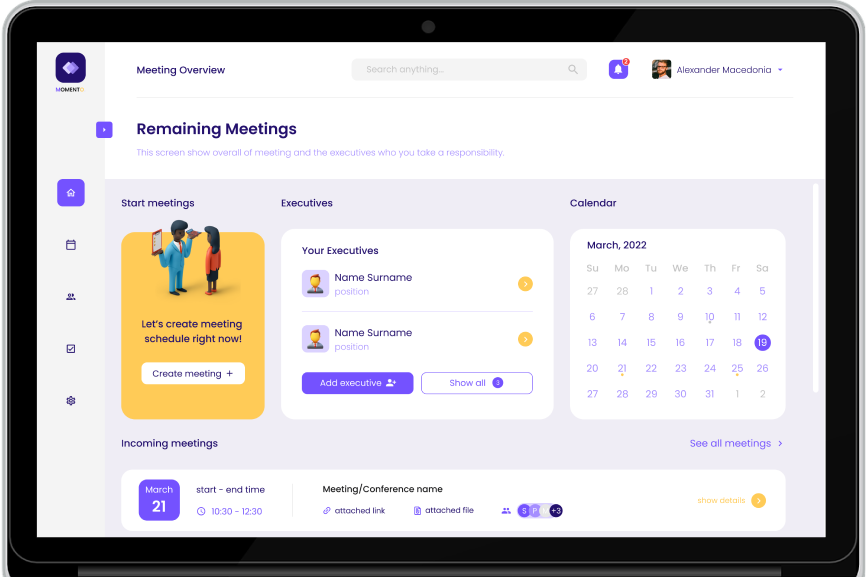 Meeting Overview
Search anything...
2
Alexander Macedonia
MOMENTIS
Remaining Meetings
This screen show overall of meeting and the executives who you take a responsibility.
Start meetings
Executives
Calendar
Let's create meeting
schedule right now!
Create meeting +
Your Executives
Name Surname
position
Name Surname
position
Add executive
Show all 3
March, 2022
Su Mo Tu We Th Fr Sa
27 28 1 2 3 4 5
6 7 8 9 10 11 12
13 14 15 16 17 18 19
20 21 22 23 24 25 26
27 28 29 30 31 1 2
Incoming meetings
See all meetings
March
21
start - end time
10:30 - 12:30
Meeting/Conference name
attached link
attached file
S P +3
show details